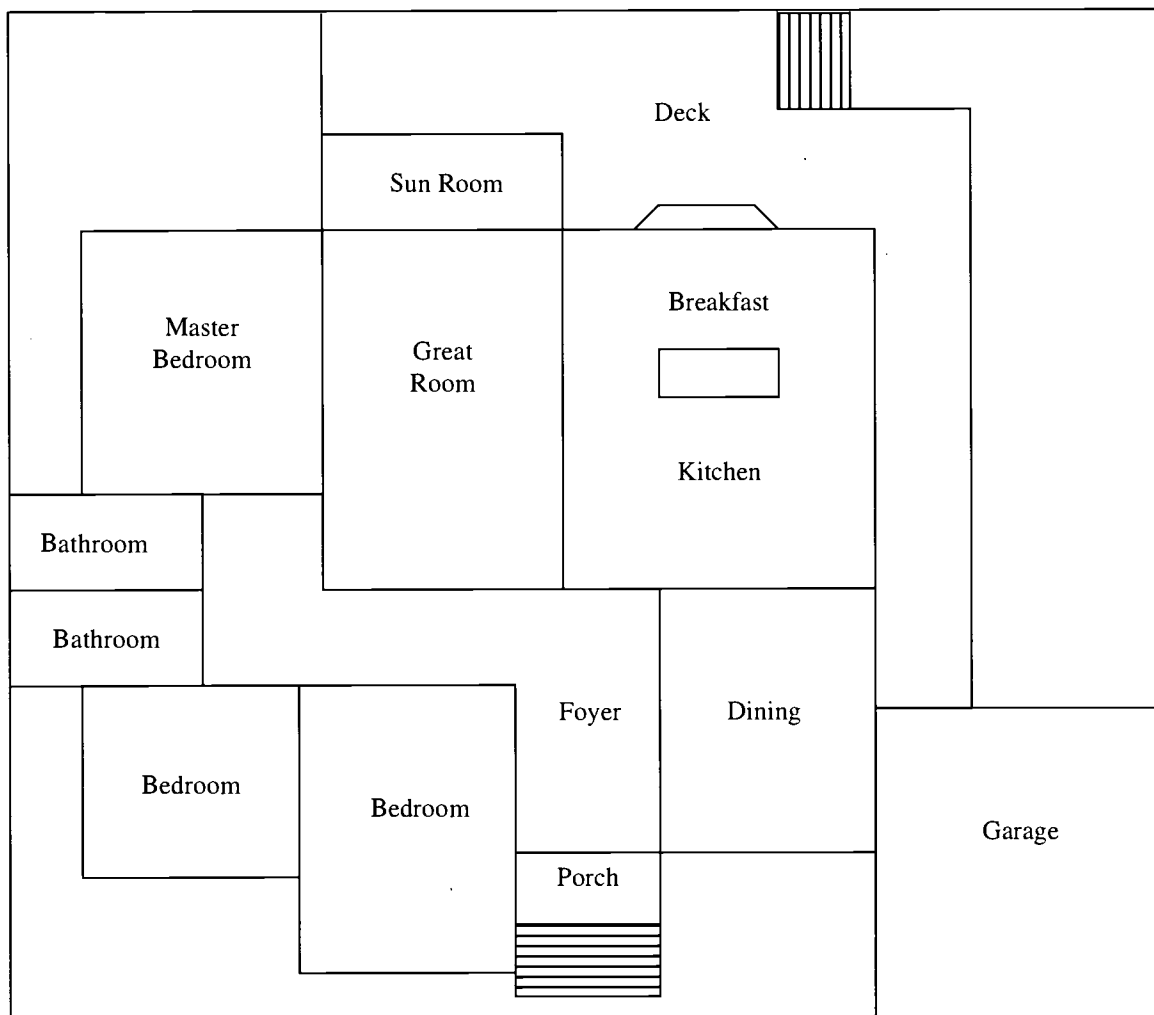 Deck
Sun Room
Breakfast
Master
Bedroom
Great
Room
Kitchen
Bathroom
Bathroom
Foyer
Dining
Bedroom
Bedroom
Garage
Porch